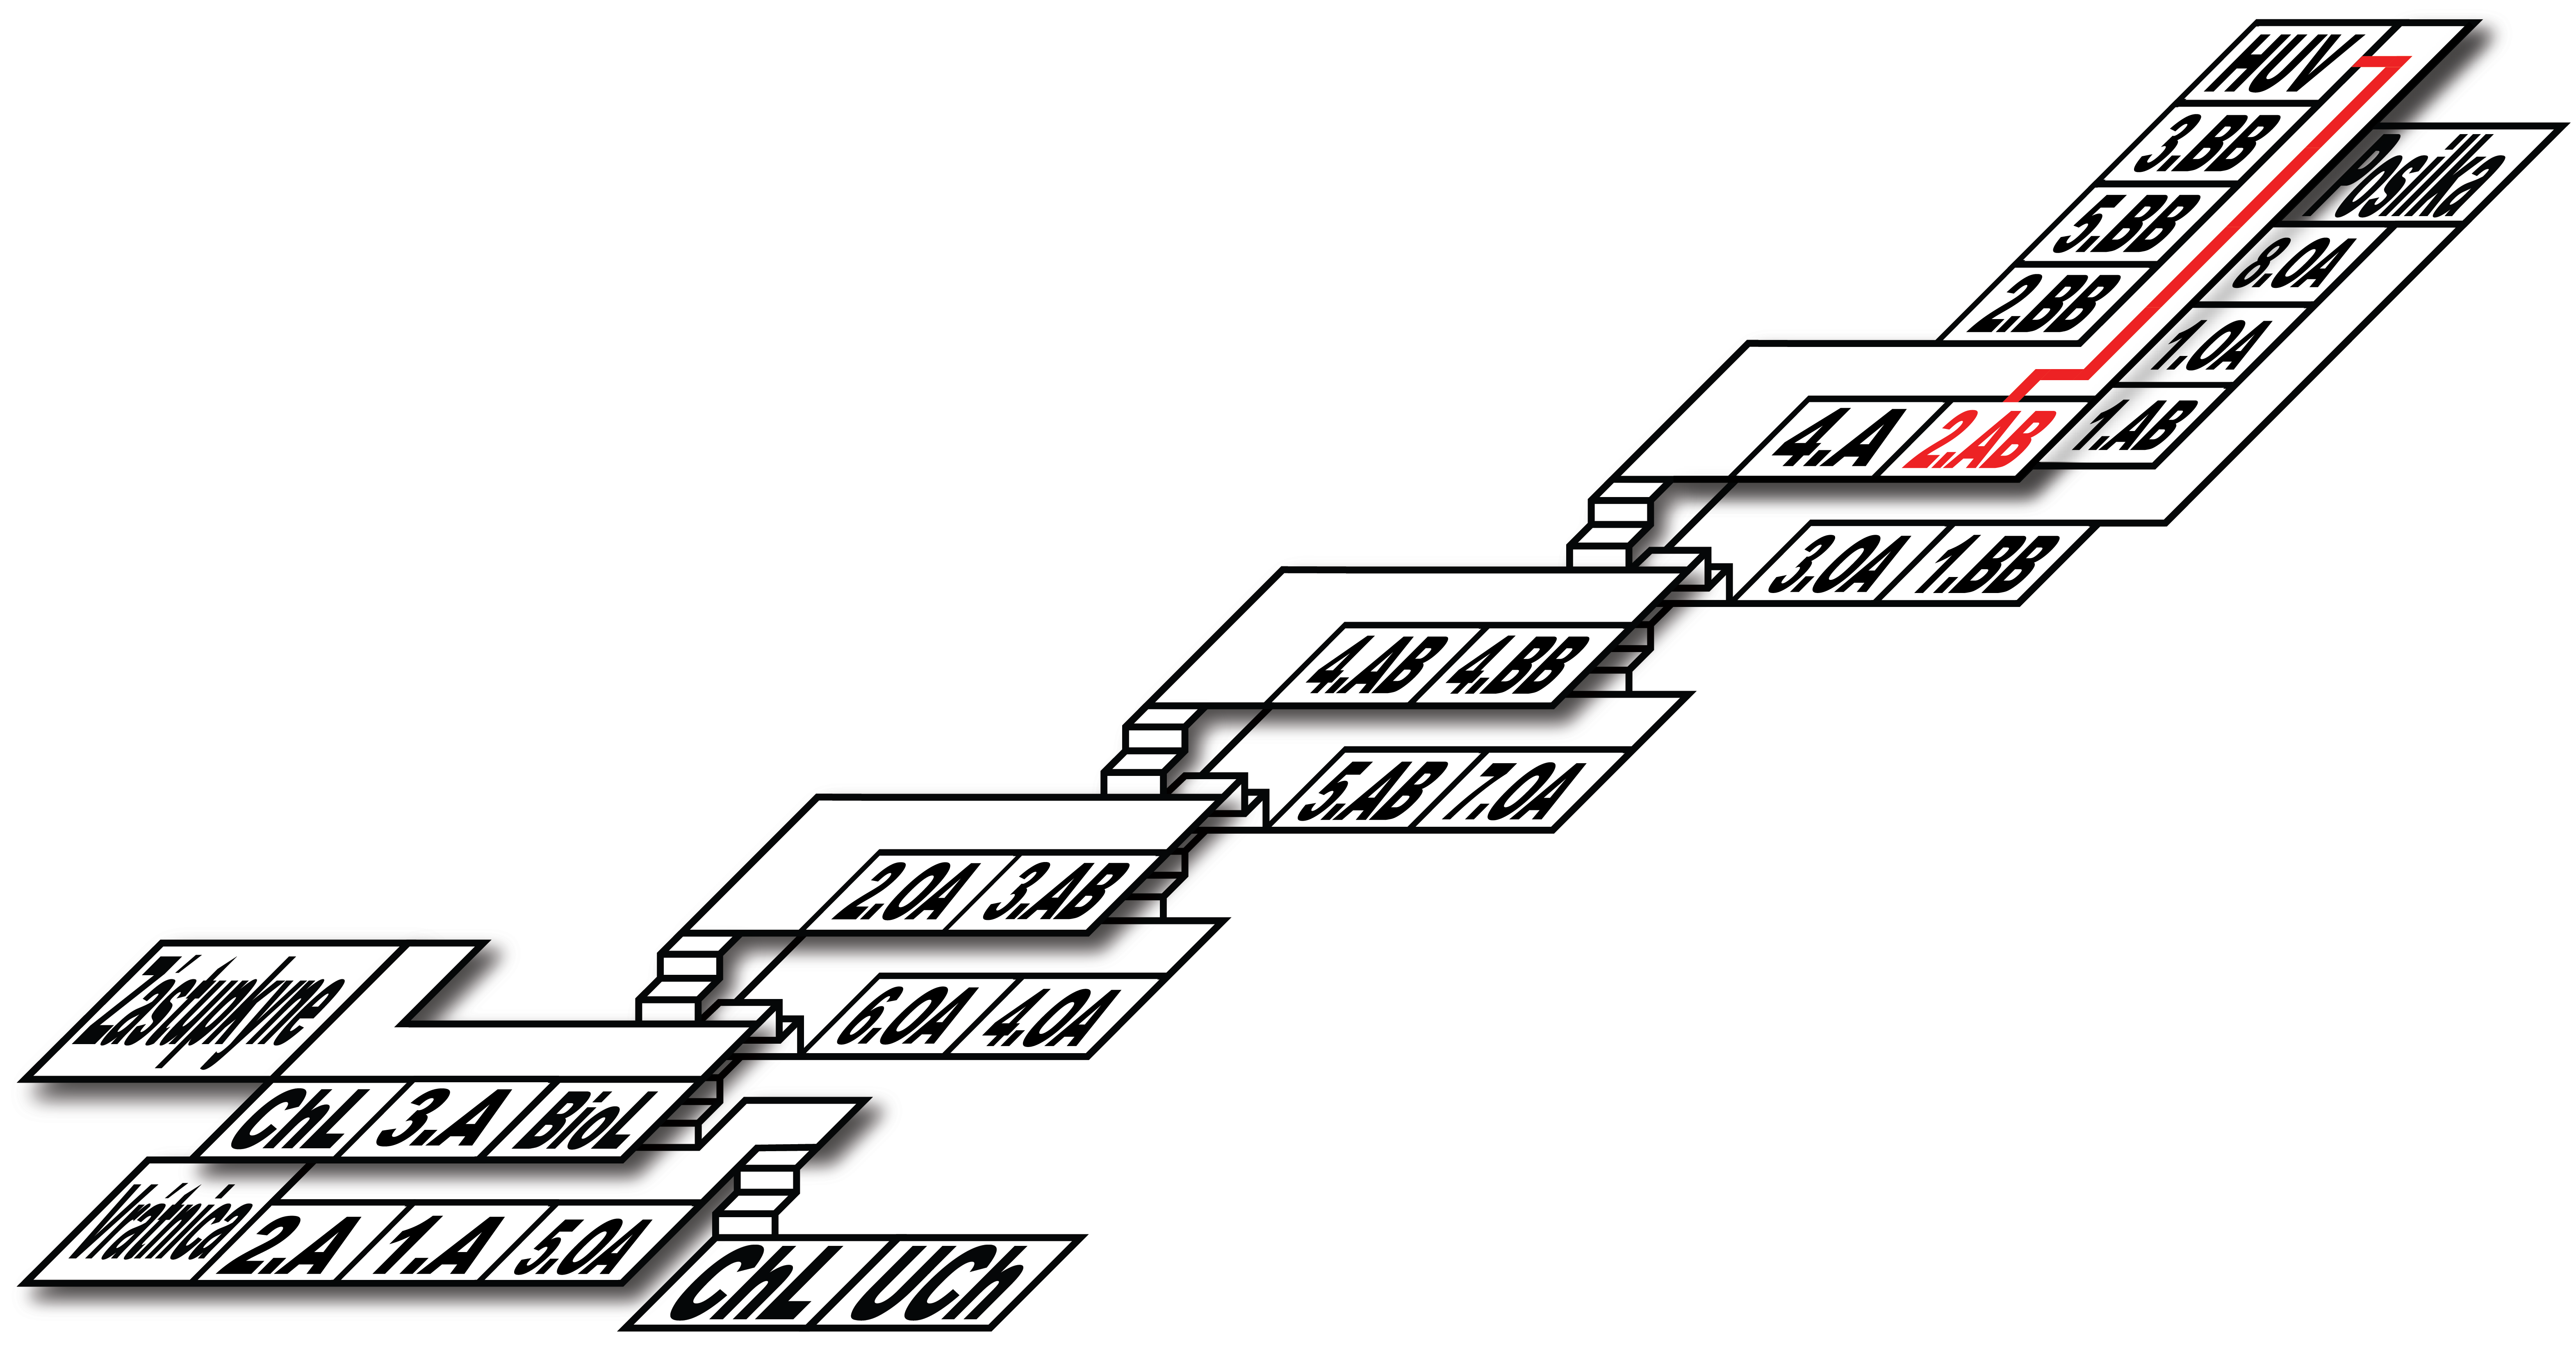 HUV
3.BB
Posilka
5.BB
8.OA
2.BB
1.OA
4.A 2.AB 1.AB
3.OA 1.BB
4.AB 4.BB
5.AB 7.OA
2.OA 3.AB
6.OA 4.OA
Zástupkyne
ChL 3.A BioL
Vrátnica 2.A 1.A 5.OA
ChL UCh